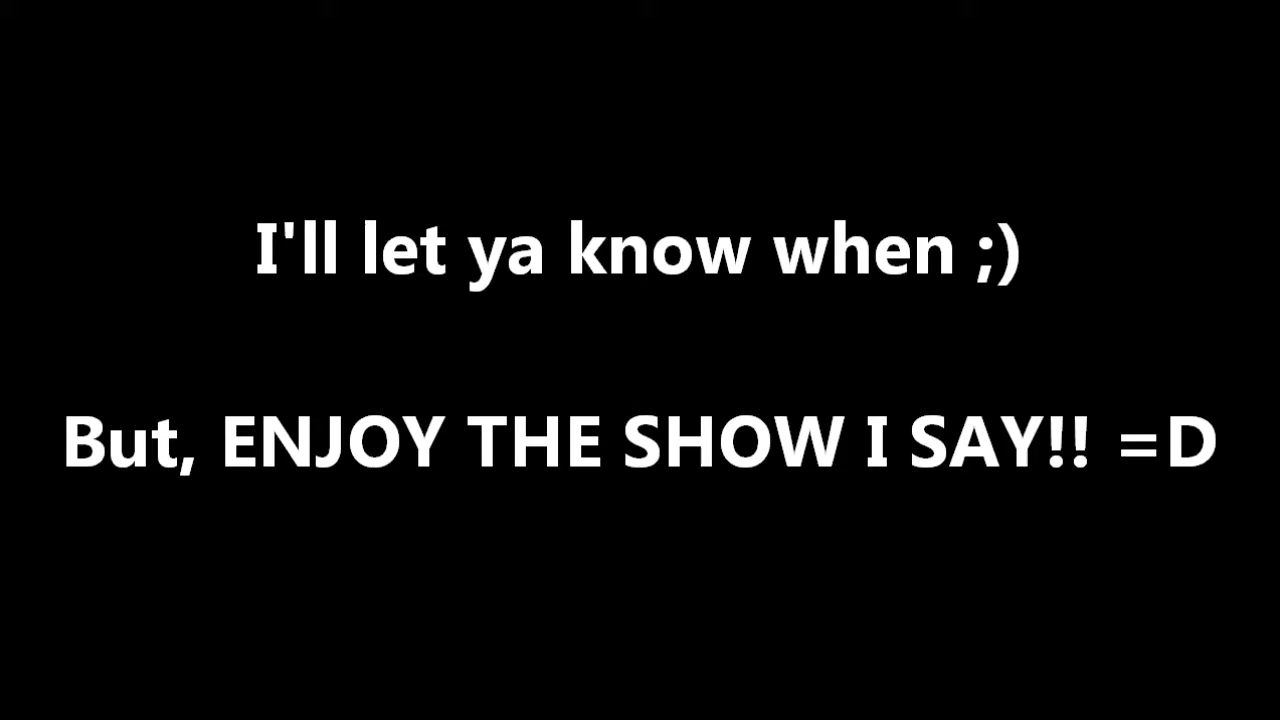 I'll let ya know when ;)
But, ENJOY THE SHOW I SAY!! =D